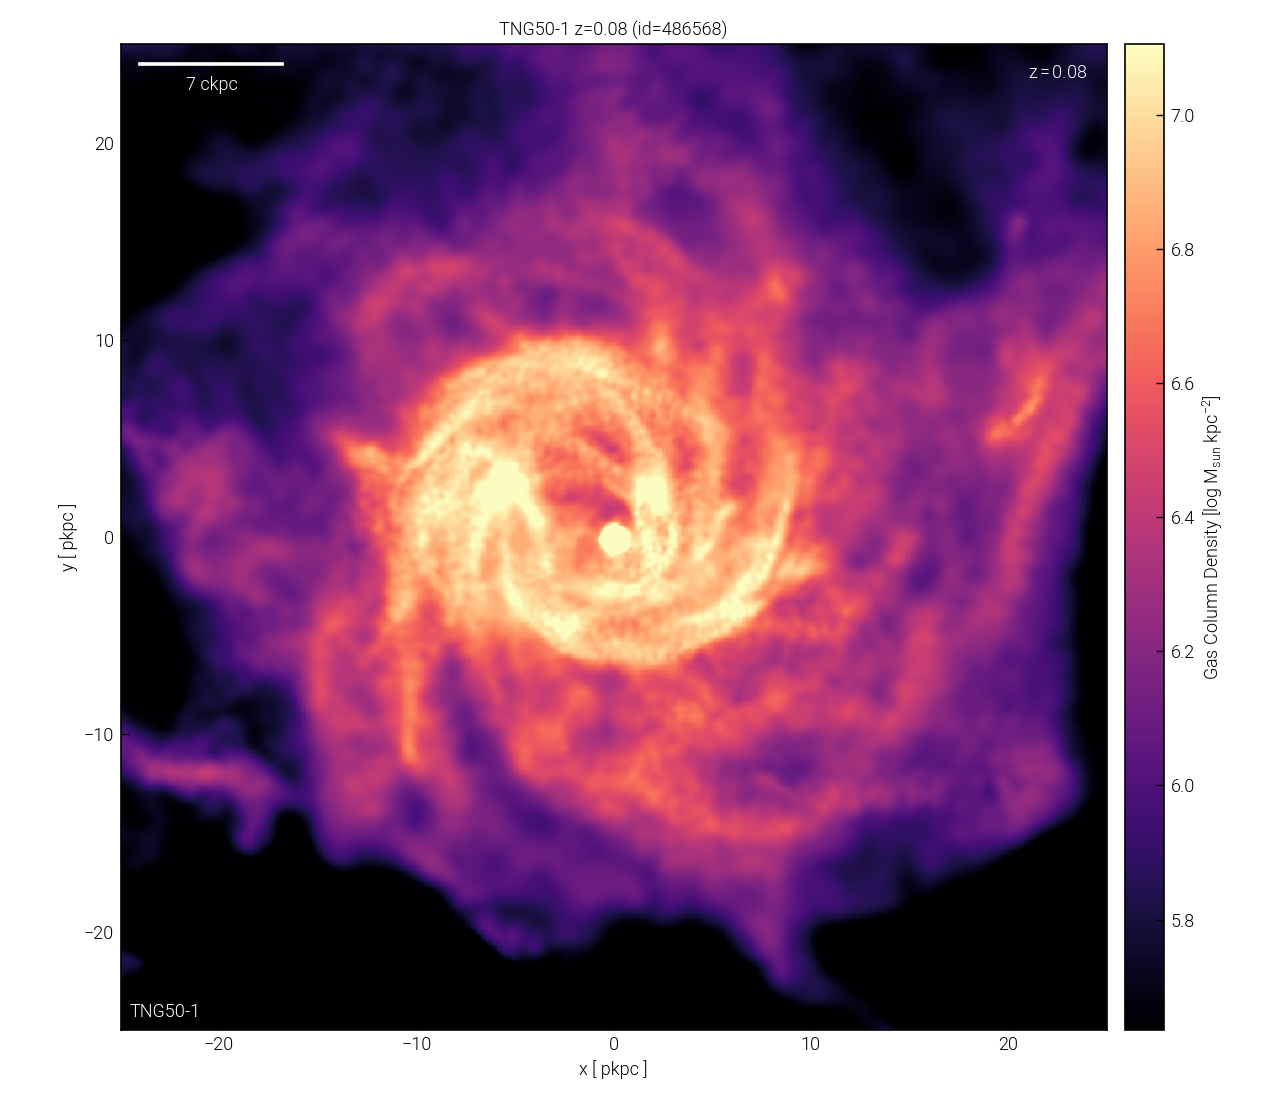 TNG50-1 z=0.08 (id=486568)
7 ckpc
z=0.08
TNG50-1
20
10
0
−10
−20
y [ pkpc ]
−20
−10
0
10
20
x [ pkpc ]
7.0
6.8
6.6
6.4
6.2
6.0
5.8
Gas Column Density [log M_sun kpc⁻²]